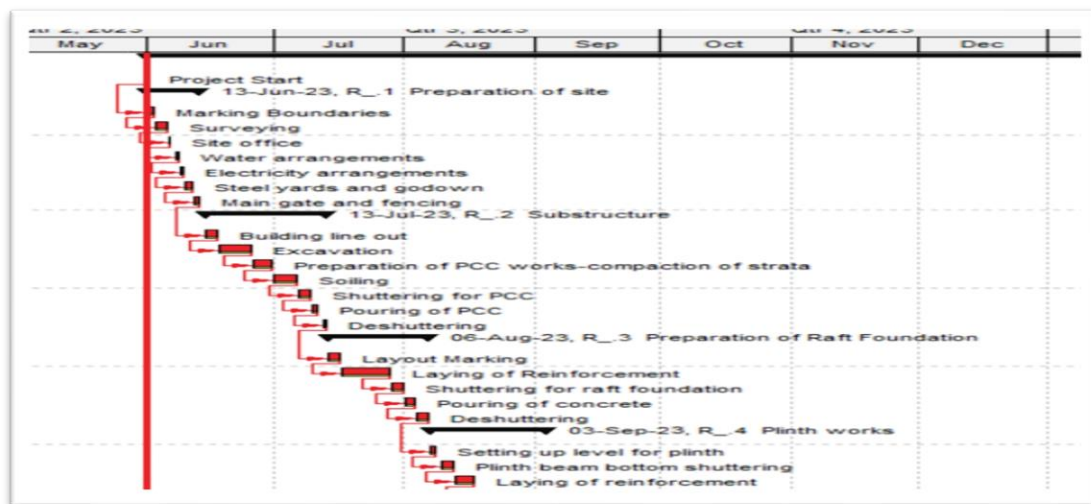 May Jun Jul Aug Sep Oct Nov Dec
Project Start
13-Jun-23, R_.1 Preparation of site
Marking Boundaries
Surveying
Site office
Water arrangements
Electricity arrangements
Steel yards and godown
Main gate and fencing
13-Jul-23, R_.2 Substructure
Building line out
Excavation
Preparation of PCC works-compaction of strata
Soiling
Shuttering for PCC
Pouring of PCC
Deshuttering
06-Aug-23, R_.3 Preparation of Raft Foundation
Layout Marking
Laying of Reinforcement
Shuttering for raft foundation
Pouring of concrete
Deshuttering
03-Sep-23, R_.4 Plinth works
Setting up level for plinth
Plinth beam bottom shuttering
Laying of reinforcement